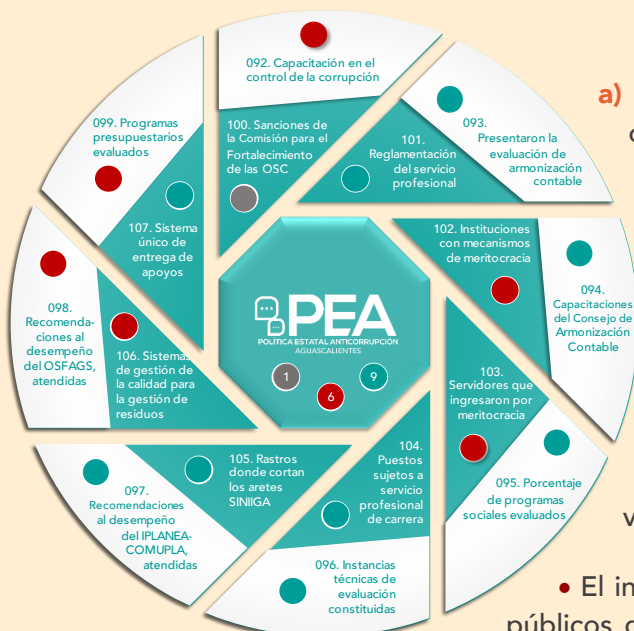 092. Capacitación en el
control de la corrupción
093.
Presentaron la
evaluación de
armonización
contable
094.
Capacitaciones
del Consejo de
Armonización
Contable
095. Porcentaje
de programas
sociales evaluados
096. Instancias
técnicas de
evaluación
constituidas
097.
Recomendaciones
al desempeño
del IPLANEA-
COMUPLA,
atendidas
098.
Recomenda-
ciones al
desempeño
del OSFAGS,
atendidas
099. Programas
presupuestarios
evaluados
100. Sanciones de
la Comisión para el
Fortalecimiento
de las OSC
101.
Reglamentación
del servicio
profesional
102. Instituciones
con mecanismos
de meritocracia
103.
Servidores que
ingresaron por
meritocracia
104.
Puestos
sujetos a
servicio
profesional
de carrera
105. Rastros
donde cortan
los aretes
SINIIGA
106. Sistemas
de gestión de
la calidad para
la gestión de
residuos
107. Sistema
único de
entrega de
apoyos
PEA
POLÍTICA ESTATAL ANTICORRUPCIÓN
AGUASCALIENTES
1
6
9
a)
• El in
públicos